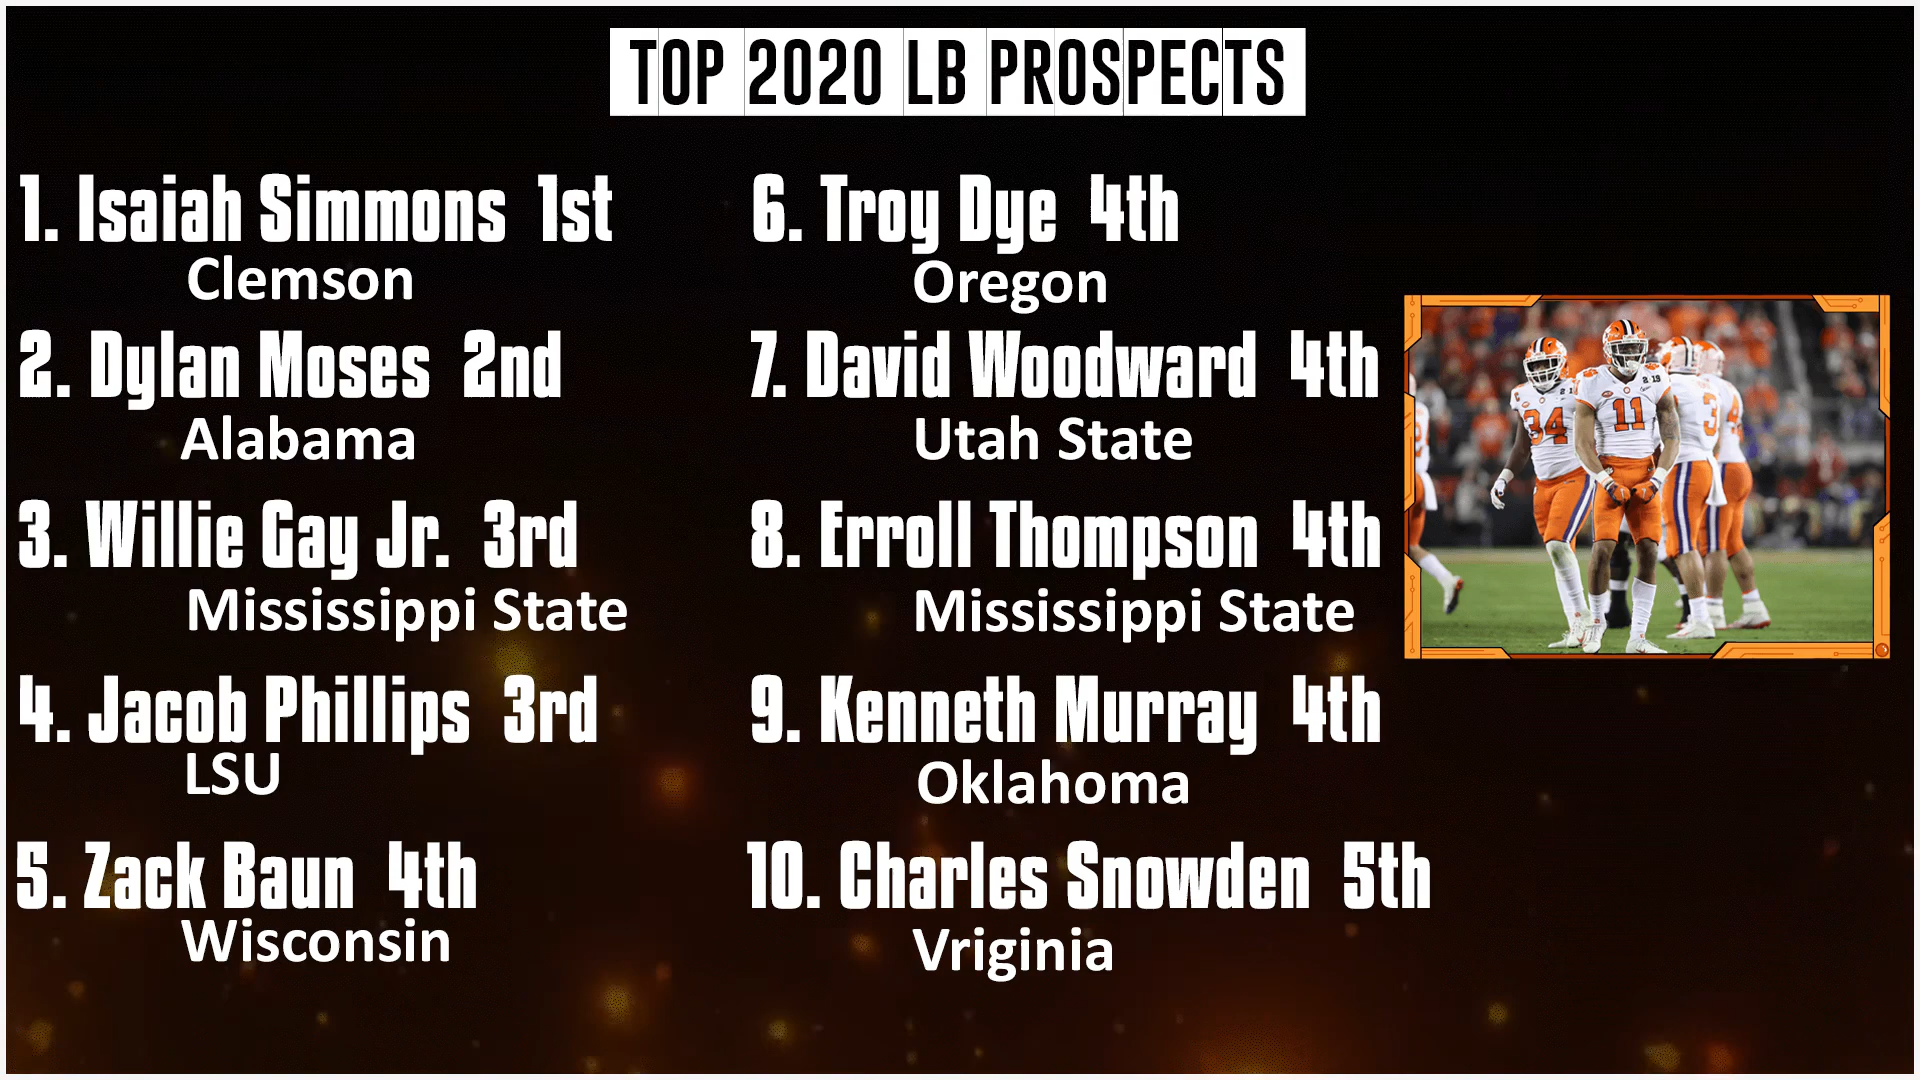 TOP 2020 LB PROSPECTS
1. Isaiah Simmons 1st
Clemson
2. Dylan Moses 2nd
Alabama
3. Willie Gay Jr. 3rd
Mississippi State
4. Jacob Phillips 3rd
LSU
5. Zack Baun 4th
Wisconsin
6. Troy Dye 4th
Oregon
7. David Woodward 4th
Utah State
8. Erroll Thompson 4th
Mississippi State
9. Kenneth Murray 4th
Oklahoma
10. Charles Snowden 5th
Vriginia
34
11
3